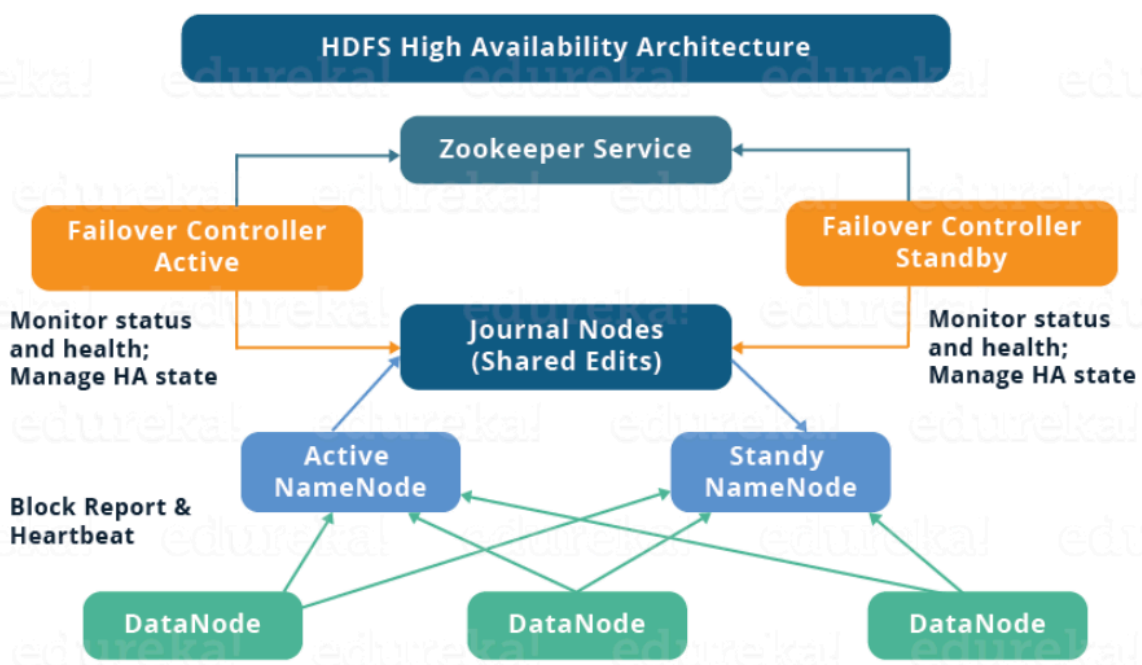 HDFS High Availability Architecture
Zookeeper Service
Failover Controller
Active
Failover Controller
Standby
Monitor status
and health;
Manage HA state
Journal Nodes
(Shared Edits)
Monitor status
and health;
Manage HA state
Active
NameNode
Standy
NameNode
Block Report &
Heartbeat
DataNode
DataNode
DataNode
edureka!